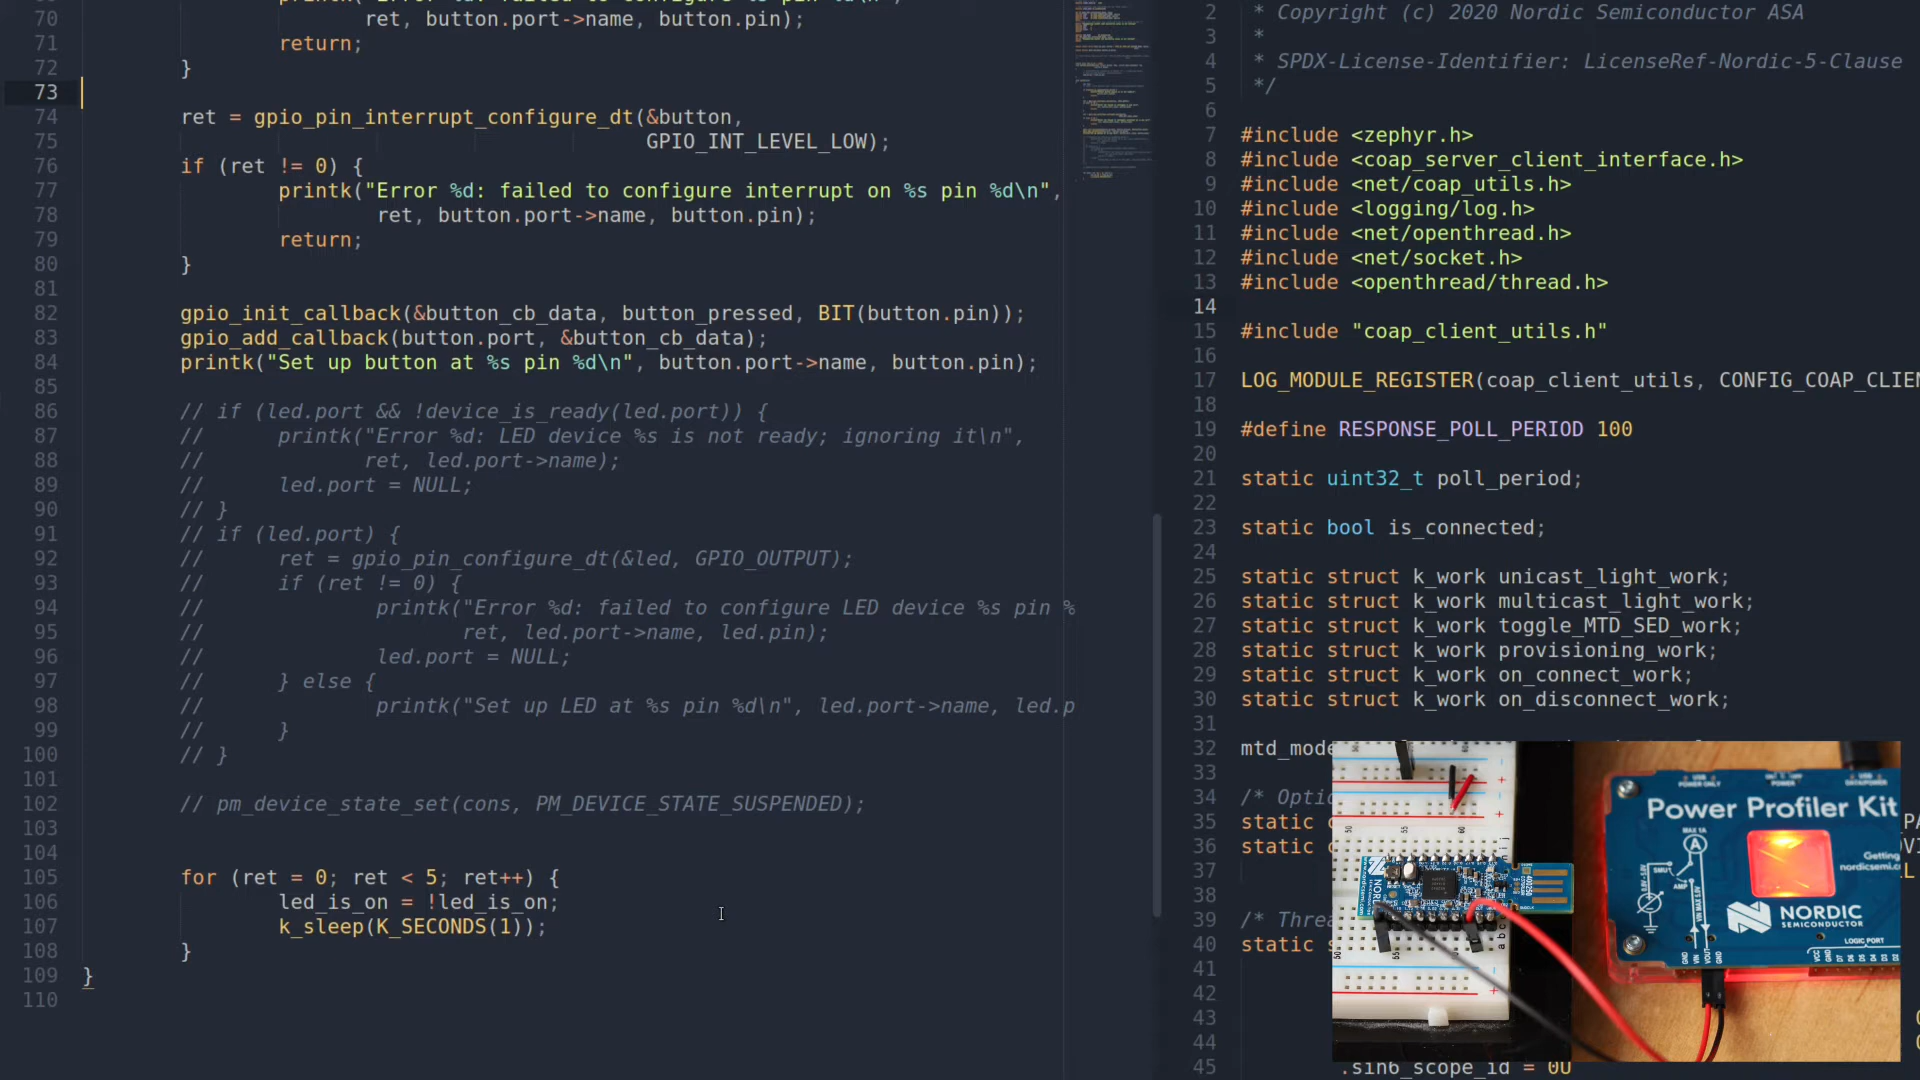 70 ret, button.port->name, button.pin);
71 return;
72 }
73
74 ret = gpio_pin_interrupt_configure_dt(&button,
75 GPIO_INT_LEVEL_LOW);
76 if (ret != 0) {
77 printk("Error %d: failed to configure interrupt on %s pin %d\n",
78 ret, button.port->name, button.pin);
79 return;
80 }
81
82 gpio_init_callback(&button_cb_data, button_pressed, BIT(button.pin));
83 gpio_add_callback(button.port, &button_cb_data);
84 printk("Set up button at %s pin %d\n", button.port->name, button.pin);
85
86 // if (led.port && !device_is_ready(led.port)) {
87 // printk("Error %d: LED device %s is not ready; ignoring it\n",
88 // ret, led.port->name);
89 // led.port = NULL;
90 // }
91 // if (led.port) {
92 // ret = gpio_pin_configure_dt(&led, GPIO_OUTPUT);
93 // if (ret != 0) {
94 // printk("Error %d: failed to configure LED device %s pin %
95 // ret, led.port->name, led.pin);
96 // led.port = NULL;
97 // } else {
98 // printk("Set up LED at %s pin %d\n", led.port->name, led.p
99 // }
100 // }
101
102 // pm_device_state_set(cons, PM_DEVICE_STATE_SUSPENDED);
103
104
105 for (ret = 0; ret < 5; ret++) {
106 led_is_on = !led_is_on;
107 k_sleep(K_SECONDS(1));
108 }
109 }
110
2 * Copyright (c) 2020 Nordic Semiconductor ASA
3 *
4 * SPDX-License-Identifier: LicenseRef-Nordic-5-Clause
5 */
6
7 #include <zephyr.h>
8 #include <coap_server_client_interface.h>
9 #include <net/coap_utils.h>
10 #include <logging/log.h>
11 #include <net/openthread.h>
12 #include <net/socket.h>
13 #include <openthread/thread.h>
14
15 #include "coap_client_utils.h"
16
17 LOG_MODULE_REGISTER(coap_client_utils, CONFIG_COAP_CLIEN
18
19 #define RESPONSE_POLL_PERIOD 100
20
21 static uint32_t poll_period;
22
23 static bool is_connected;
24
25 static struct k_work unicast_light_work;
26 static struct k_work multicast_light_work;
27 static struct k_work toggle_MTD_SED_work;
28 static struct k_work provisioning_work;
29 static struct k_work on_connect_work;
30 static struct k_work on_disconnect_work;
31
32 mtd_mode
33
34 /* Optio
35 static c
36 static c
37
38
39 /* Threa
40 static s
41
42
43
44
45 .sin6_scope_id = 0U
Power Profiler Kit
MAX 1A
Getting
nordicsemi.c
SMU
AMP
NORDIC
SEMICONDUCTOR
LOGIC PORT
GND
VIN
VOUT
GND